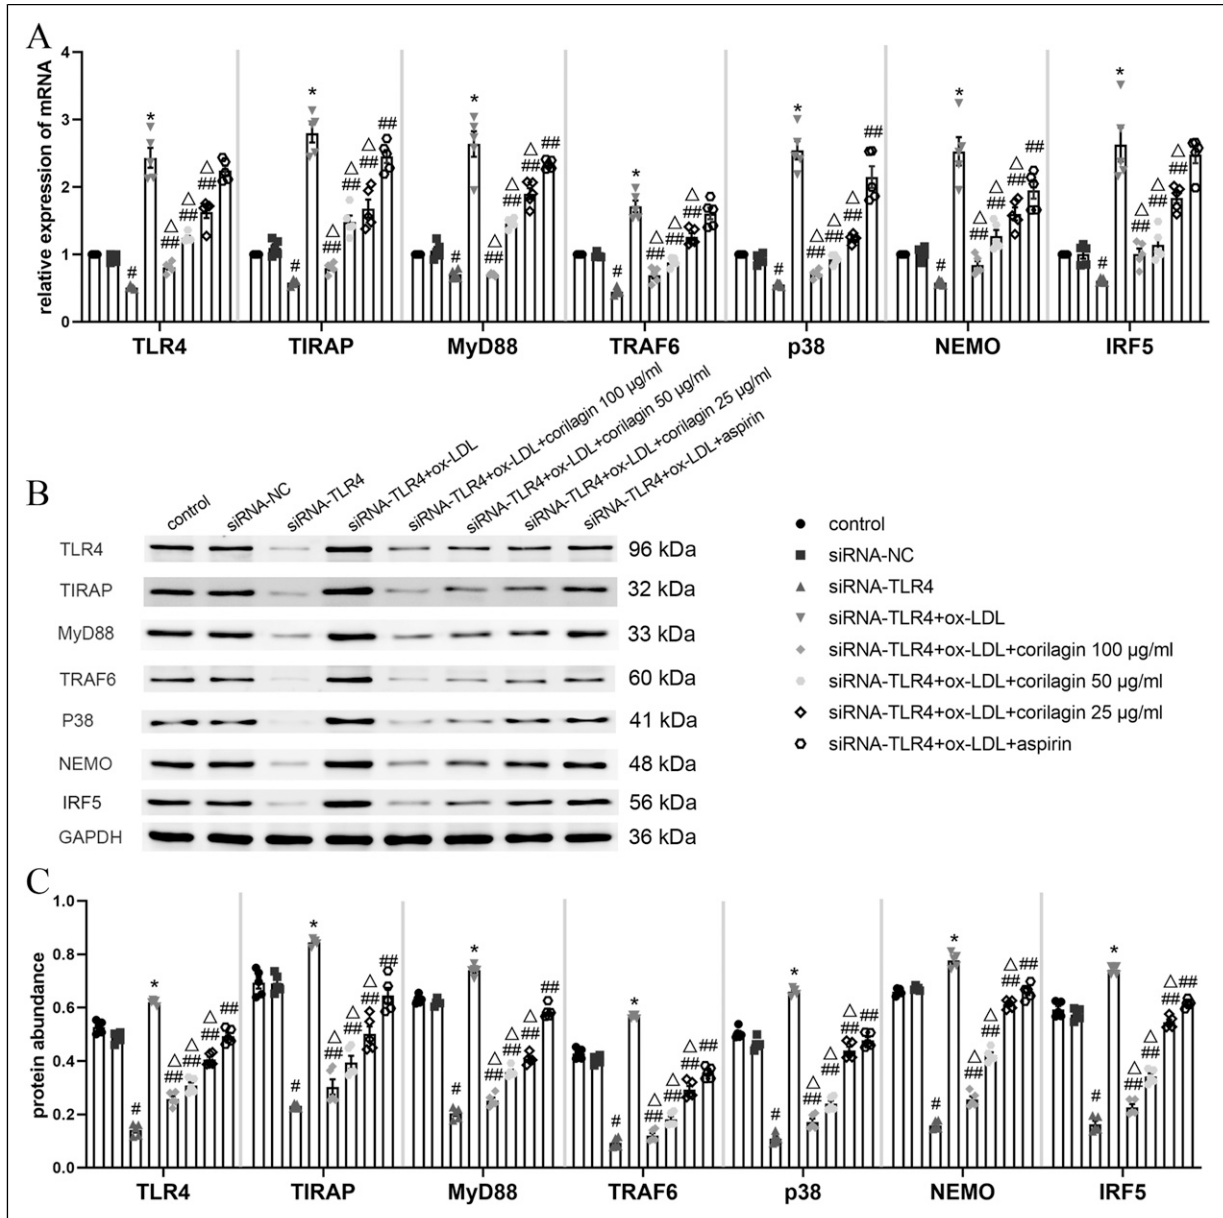 A
relative expression of mRNA
4
3
2
1
0
* * * * * * *
# # # # # # #
## ## ## ## ## ## ##
△ △ △ △ △ △ △
TLR4 TIRAP MyD88 TRAF6 p38 NEMO IRF5
B
control
siRNA-NC
siRNA-TLR4
siRNA-TLR4+ox-LDL
siRNA-TLR4+ox-LDL+corilagin 100 µg/ml
siRNA-TLR4+ox-LDL+corilagin 50 µg/ml
siRNA-TLR4+ox-LDL+corilagin 25 µg/ml
siRNA-TLR4+ox-LDL+aspirin
TLR4 96 kDa
TIRAP 32 kDa
MyD88 33 kDa
TRAF6 60 kDa
P38 41 kDa
NEMO 48 kDa
IRF5 56 kDa
GAPDH 36 kDa
control
siRNA-NC
siRNA-TLR4
siRNA-TLR4+ox-LDL
siRNA-TLR4+ox-LDL+corilagin 100 µg/ml
siRNA-TLR4+ox-LDL+corilagin 50 µg/ml
siRNA-TLR4+ox-LDL+corilagin 25 µg/ml
siRNA-TLR4+ox-LDL+aspirin
C
protein abundance
1.0
0.8
0.6
0.4
0.2
0.0
* * * * * * *
# # # # # # #
## ## ## ## ## ## ##
△ △ △ △ △ △ △
TLR4 TIRAP MyD88 TRAF6 p38 NEMO IRF5